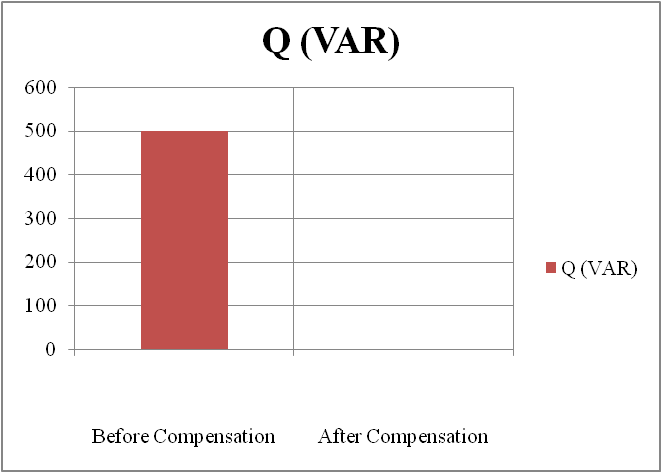 Q (VAR)
600
500
400
300
200
100
0
Q (VAR)
Before Compensation
After Compensation